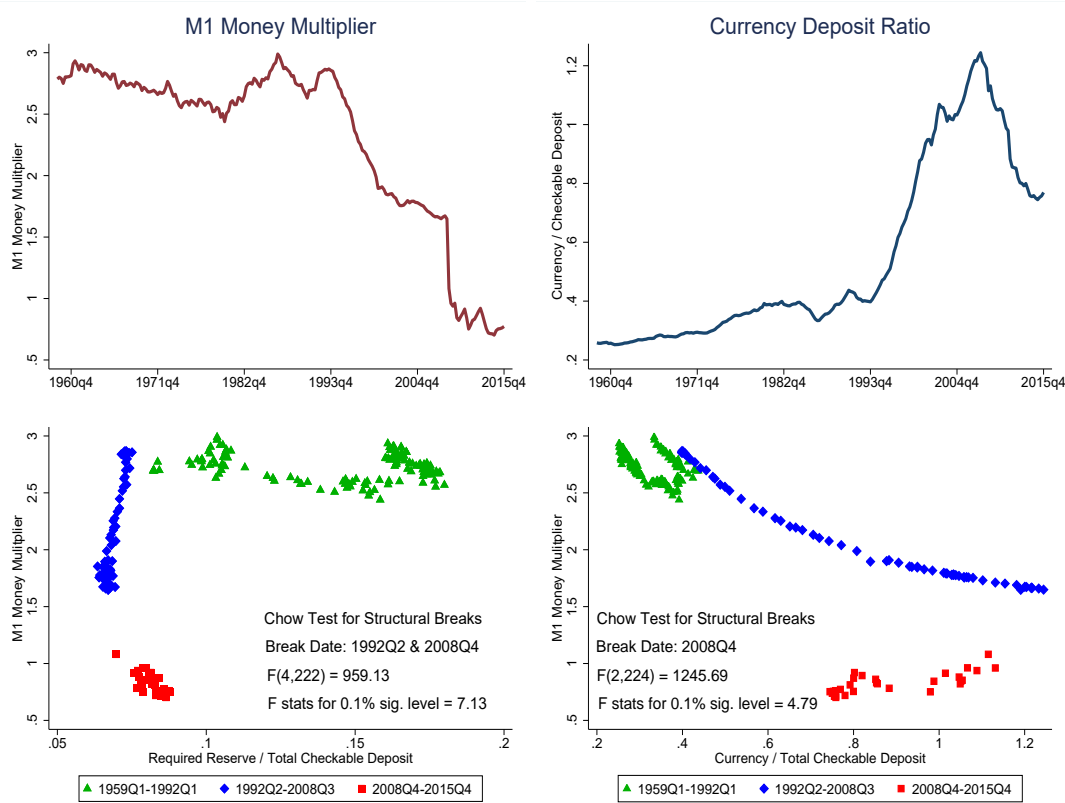 M1 Money Multiplier
M1 Money Mulitplier
3
2.5
2
1.5
1
.5
1960q4 1971q4 1982q4 1993q4 2004q4 2015q4
Currency Deposit Ratio
Currency / Checkable Deposit
1.2
1
.8
.6
.4
.2
1960q4 1971q4 1982q4 1993q4 2004q4 2015q4
M1 Money Mulitplier
3
2.5
2
1.5
1
.5
Chow Test for Structural Breaks
Break Date: 1992Q2 & 2008Q4
F(4,222) = 959.13
F stats for 0.1% sig. level = 7.13
.05 .1 .15 .2
Required Reserve / Total Checkable Deposit
1959Q1-1992Q1 1992Q2-2008Q3 2008Q4-2015Q4
M1 Money Mulitplier
3
2.5
2
1.5
1
.5
Chow Test for Structural Breaks
Break Date: 2008Q4
F(2,224) = 1245.69
F stats for 0.1% sig. level = 4.79
.2 .4 .6 .8 1 1.2
Currency / Total Checkable Deposit
1959Q1-1992Q1 1992Q2-2008Q3 2008Q4-2015Q4